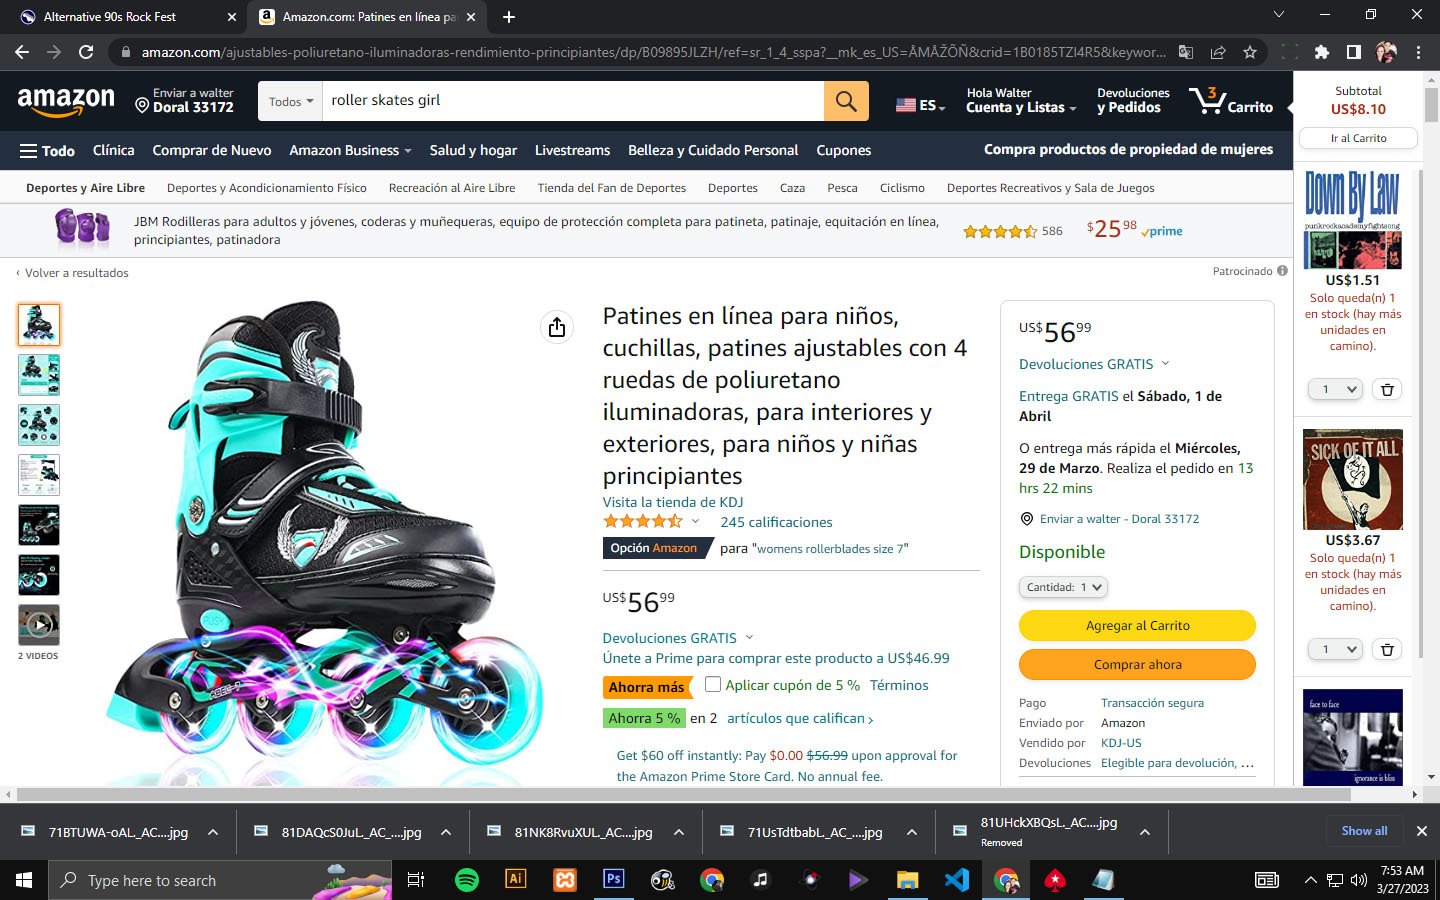 Alternative 90s Rock Fest
Amazon.com: Patines en línea pa
amazon.com/ajustables-poliuretano-iluminadoras-rendimiento-principiantes/dp/B09895JLZH/ref=sr_1_4_sspa?__mk_es_US=ÅMÅŽÕÑ&crid=1B0185TZI4R5&keywor...
amazon
Enviar a walter
Doral 33172
Todos
roller skates girl
ES
Hola Walter
Cuenta y Listas
Devoluciones
y Pedidos
3
Carrito
Todo
Clínica
Comprar de Nuevo
Amazon Business
Salud y hogar
Livestreams
Belleza y Cuidado Personal
Cupones
Compra productos de propiedad de mujeres
Deportes y Aire Libre
Deportes y Acondicionamiento Físico
Recreación al Aire Libre
Tienda del Fan de Deportes
Deportes
Caza
Pesca
Ciclismo
Deportes Recreativos y Sala de Juegos
JBM Rodilleras para adultos y jóvenes, coderas y muñequeras, equipo de protección completa para patineta, patinaje, equitación en línea,
principiantes, patinadora
586
$25 98
prime
‹ Volver a resultados
Patrocinado
2 VIDEOS
PUSH
ABEC-7
Patines en línea para niños,
cuchillas, patines ajustables con 4
ruedas de poliuretano
iluminadoras, para interiores y
exteriores, para niños y niñas
principiantes
Visita la tienda de KDJ
245 calificaciones
Opción Amazon para "womens rollerblades size 7"
US$56 99
Devoluciones GRATIS
Únete a Prime para comprar este producto a US$46.99
Ahorra más
Aplicar cupón de 5 % Términos
Ahorra 5 % en 2 artículos que califican ›
Get $60 off instantly: Pay $0.00 $56.99 upon approval for
the Amazon Prime Store Card. No annual fee.
US$56 99
Devoluciones GRATIS
Entrega GRATIS el Sábado, 1 de
Abril
O entrega más rápida el Miércoles,
29 de Marzo. Realiza el pedido en 13
hrs 22 mins
Enviar a walter - Doral 33172
Disponible
Cantidad: 1
Agregar al Carrito
Comprar ahora
Pago Transacción segura
Enviado por Amazon
Vendido por KDJ-US
Devoluciones Elegible para devolución, ...
Subtotal
US$8.10
Ir al Carrito
DOWN BY LAW
punkrockacademyfightsong
US$1.51
Solo queda(n) 1
en stock (hay más
unidades en
camino).
1
SICK OF IT ALL
US$3.67
Solo queda(n) 1
en stock (hay más
unidades en
camino).
1
face to face
ignorance is bliss
71BTUWA-oAL._AC....jpg
81DAQcS0JuL._AC_....jpg
81NK8RvuXUL._AC....jpg
71UsTdtbabL._AC_....jpg
81UHckXBQsL._AC....jpg
Removed
Show all
Type here to search
Ai
Ps
7:53 AM
3/27/2023